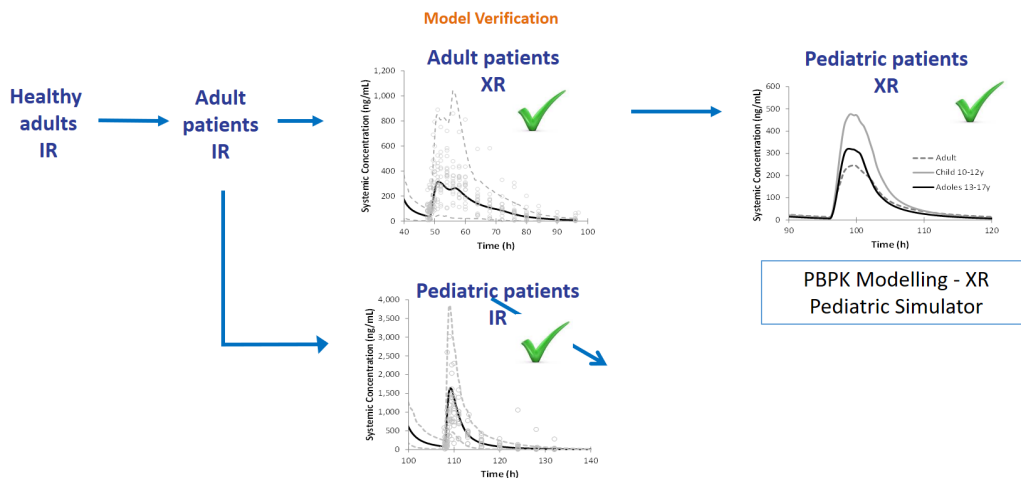 Model Verification
Healthy
adults
IR
Adult
patients
IR
Adult patients
XR
Systemic Concentration (ng/mL)
1,200
1,000
800
600
400
200
0
40 50 60 70 80 90 100
Time (h)
Pediatric patients
XR
Systemic Concentration (ng/mL)
600
500
400
300
200
100
0
Adult
Child 10-12y
Adoles 13-17y
90 100 110 120
Time (h)
PBPK Modelling - XR
Pediatric Simulator
Pediatric patients
IR
Systemic Concentration (ng/mL)
4,000
3,500
3,000
2,500
2,000
1,500
1,000
500
0
100 110 120 130 140
Time (h)